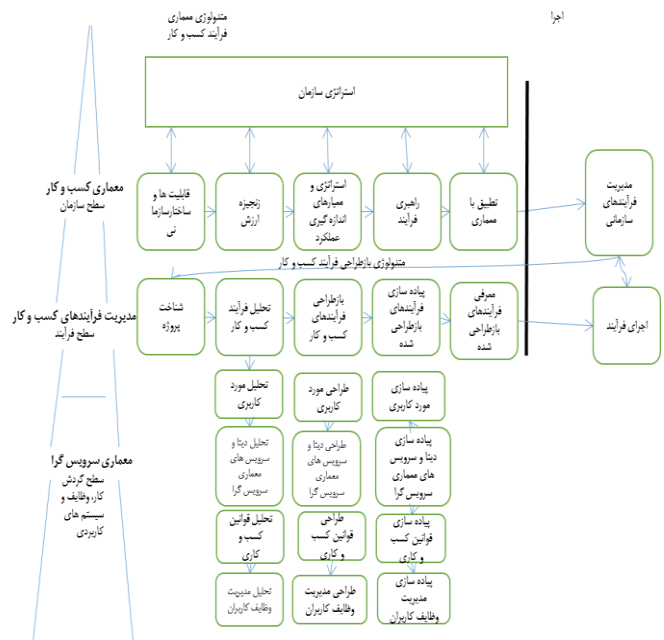 متدولوژی معماری
فرآیند کسب و کار
اجرا
استراتژی سازمان
معماری کسب و کار
سطح سازمان
قابلیت ها و
ساختارسازما
نی
زنجیزه
ارزش
استراتژی و
معیارهای
اندازه گیری
عملکرد
راهبری
فرآیند
تطبیق با
معماری
مدیریت
فرآیندهای
سازمانی
متدولوژی بازطراحی فرآیند کسب و کار
مدیریت فرآیندهای کسب و کار
سطح فرآیند
شناخت
پروژه
تحلیل فرآیند
کسب و کار
بازطراحی
فرآیندهای
کسب و کار
پیاده سازی
فرآیندهای
بازطراحی
شده
معرفی
فرآیندهای
بازطراحی
شده
اجرای فرآیند
تحلیل مورد
کاربری
طراحی مورد
کاربری
پیاده سازی
مورد کاربری
معماری سرویس گرا
سطح گردش
کار، وظایف و
سیستم های
کاربردی
تحلیل دیتا و
سرویس های
معماری
سرویس گرا
طراحی دیتا و
سرویس های
معماری
سرویس گرا
پیاده سازی
دیتا و سرویس
های معماری
سرویس گرا
تحلیل قوانین
کسب و
کاری
طراحی
قوانین کسب
و کاری
پیاده سازی
قوانین کسب
و کاری
تحلیل مدیریت
وظایف کاربران
طراحی مدیریت
وظایف کاربران
پیاده سازی
مدیریت
وظایف کاربران